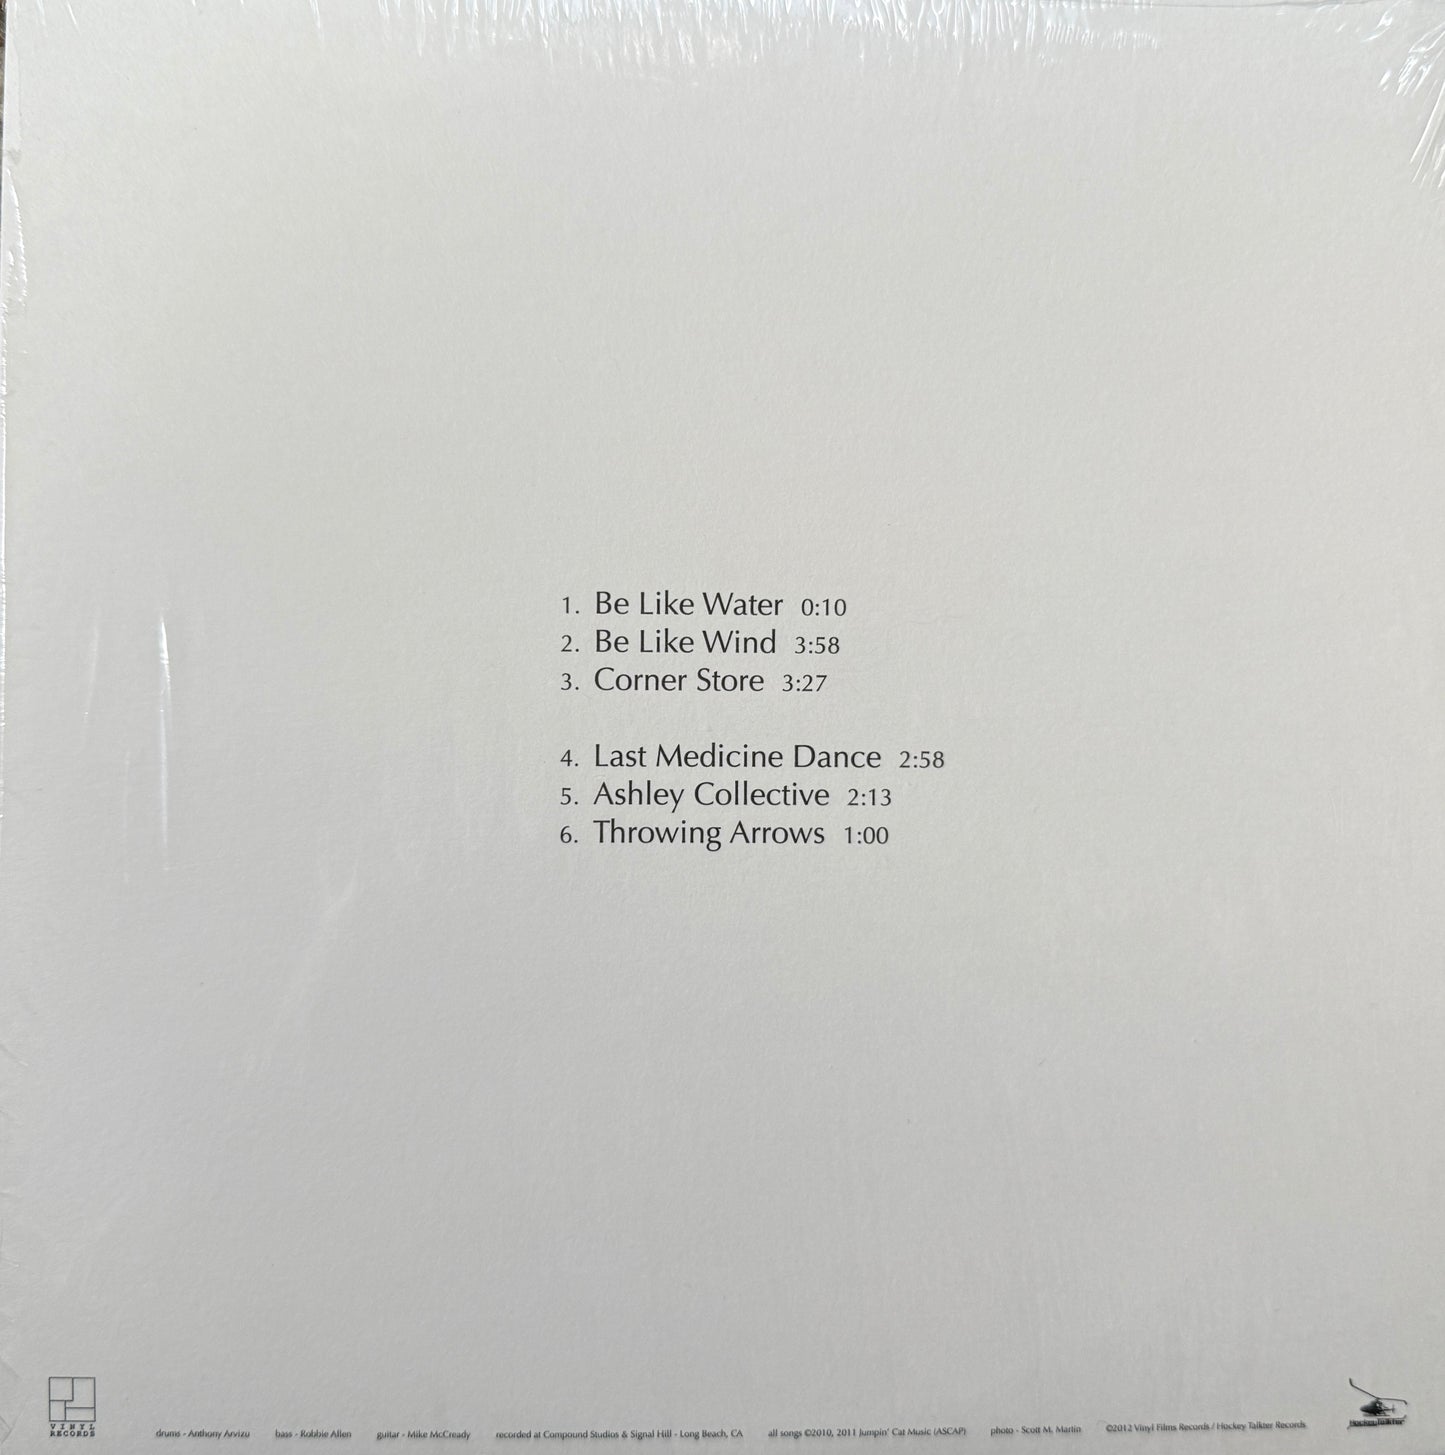 1. Be Like Water 0:10
2. Be Like Wind 3:58
3. Corner Store 3:27
4. Last Medicine Dance 2:58
5. Ashley Collective 2:13
6. Throwing Arrows 1:00
VINYL
RECORDS
drums - Anthony Arvizu bass - Robbie Allen guitar - Mike McCready recorded at Compound Studios & Signal Hill - Long Beach, CA all songs ©2010, 2011 Jumpin' Cat Music (ASCAP) photo - Scott M. Martin ©2012 Vinyl Films Records / Hockey Talkter Records
HockeyTalkter